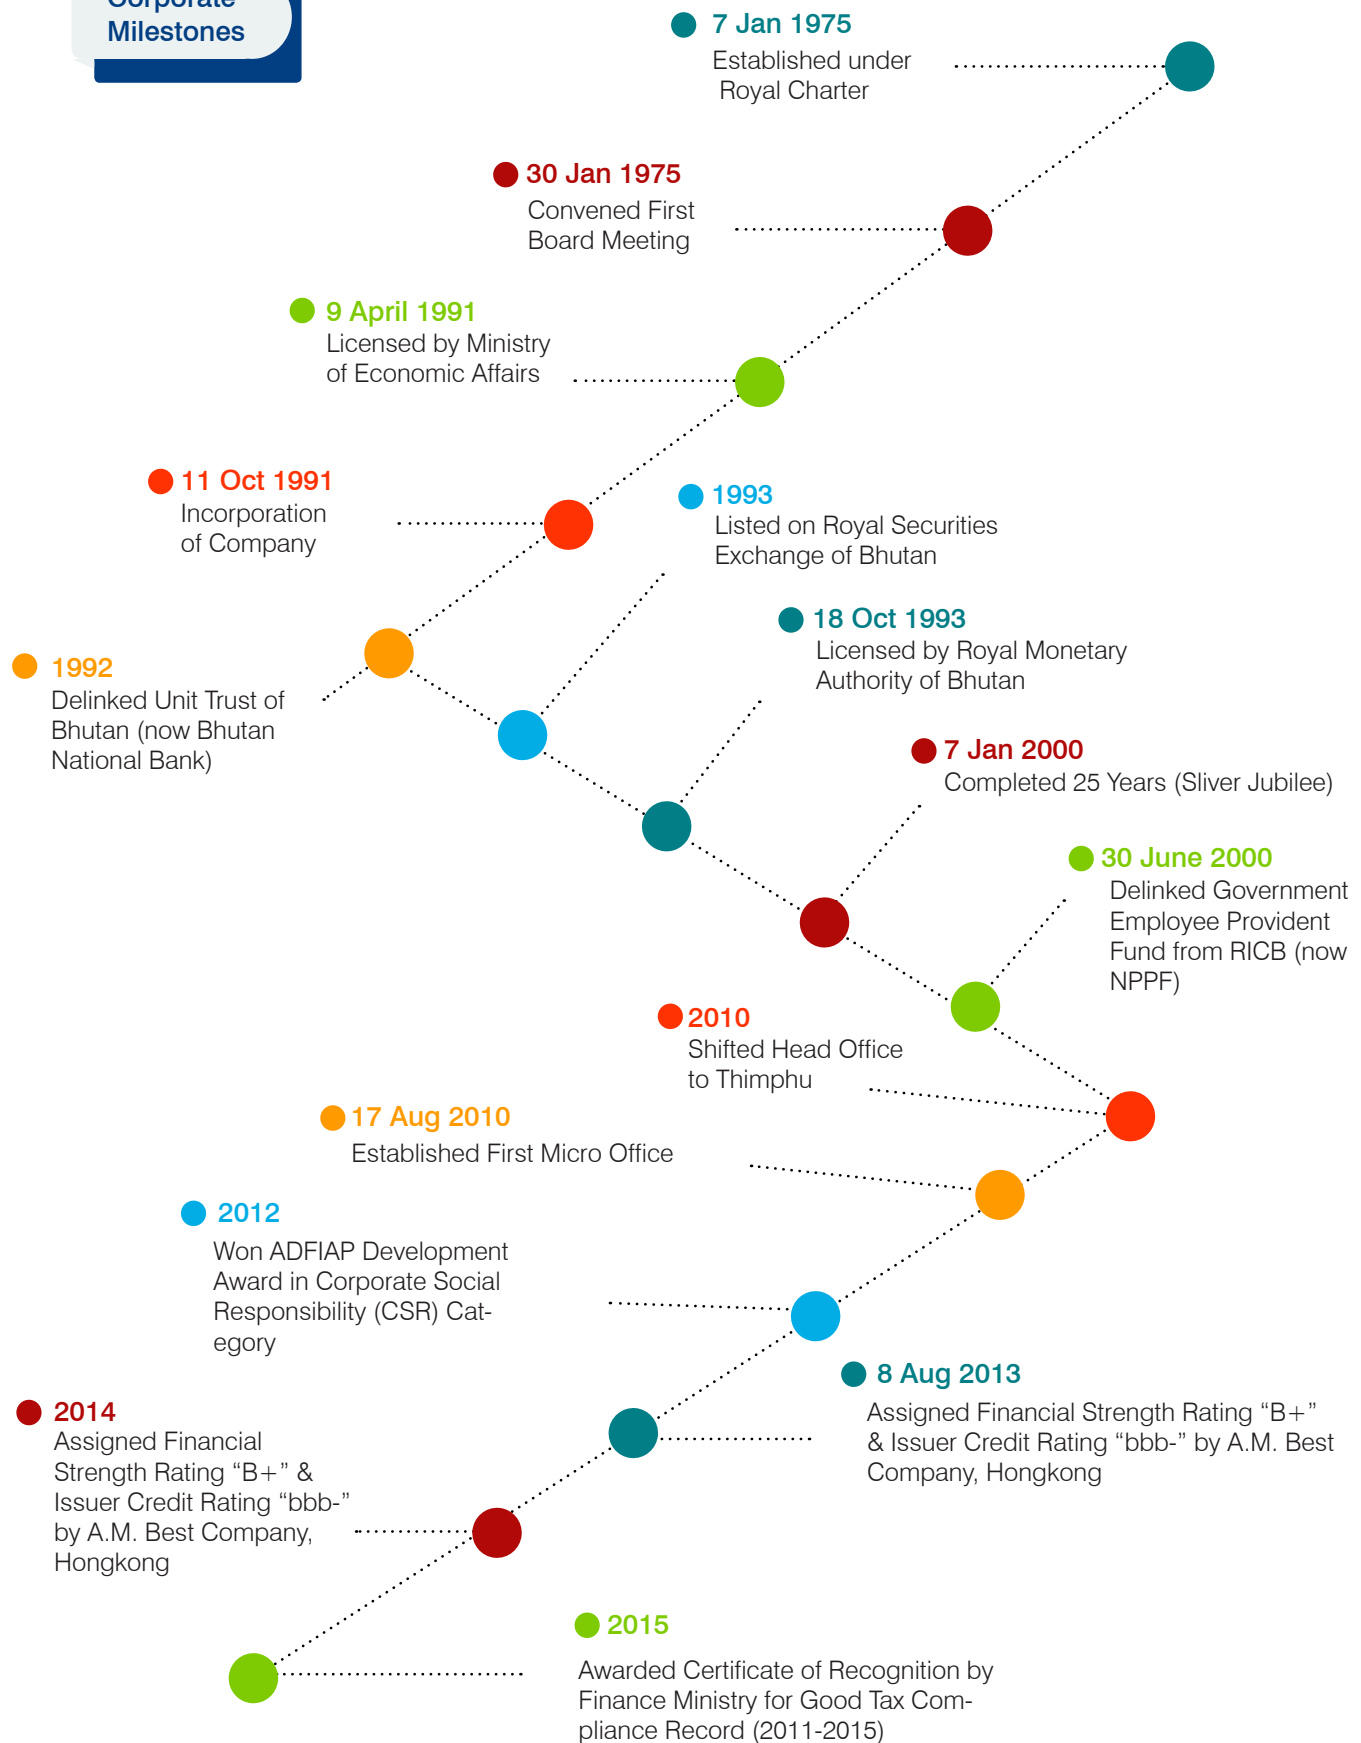 Corporate
Milestones
7 Jan 1975
Established under
Royal Charter
30 Jan 1975
Convened First
Board Meeting
9 April 1991
Licensed by Ministry
of Economic Affairs
11 Oct 1991
Incorporation
of Company
1993
Listed on Royal Securities
Exchange of Bhutan
18 Oct 1993
Licensed by Royal Monetary
Authority of Bhutan
1992
Delinked Unit Trust of
Bhutan (now Bhutan
National Bank)
7 Jan 2000
Completed 25 Years (Sliver Jubilee)
30 June 2000
Delinked Government
Employee Provident
Fund from RICB (now
NPPF)
2010
Shifted Head Office
to Thimphu
17 Aug 2010
Established First Micro Office
2012
Won ADFIAP Development
Award in Corporate Social
Responsibility (CSR) Cat-
egory
8 Aug 2013
Assigned Financial Strength Rating “B+”
& Issuer Credit Rating “bbb-” by A.M. Best
Company, Hongkong
2014
Assigned Financial
Strength Rating “B+” &
Issuer Credit Rating “bbb-”
by A.M. Best Company,
Hongkong
2015
Awarded Certificate of Recognition by
Finance Ministry for Good Tax Com-
pliance Record (2011-2015)